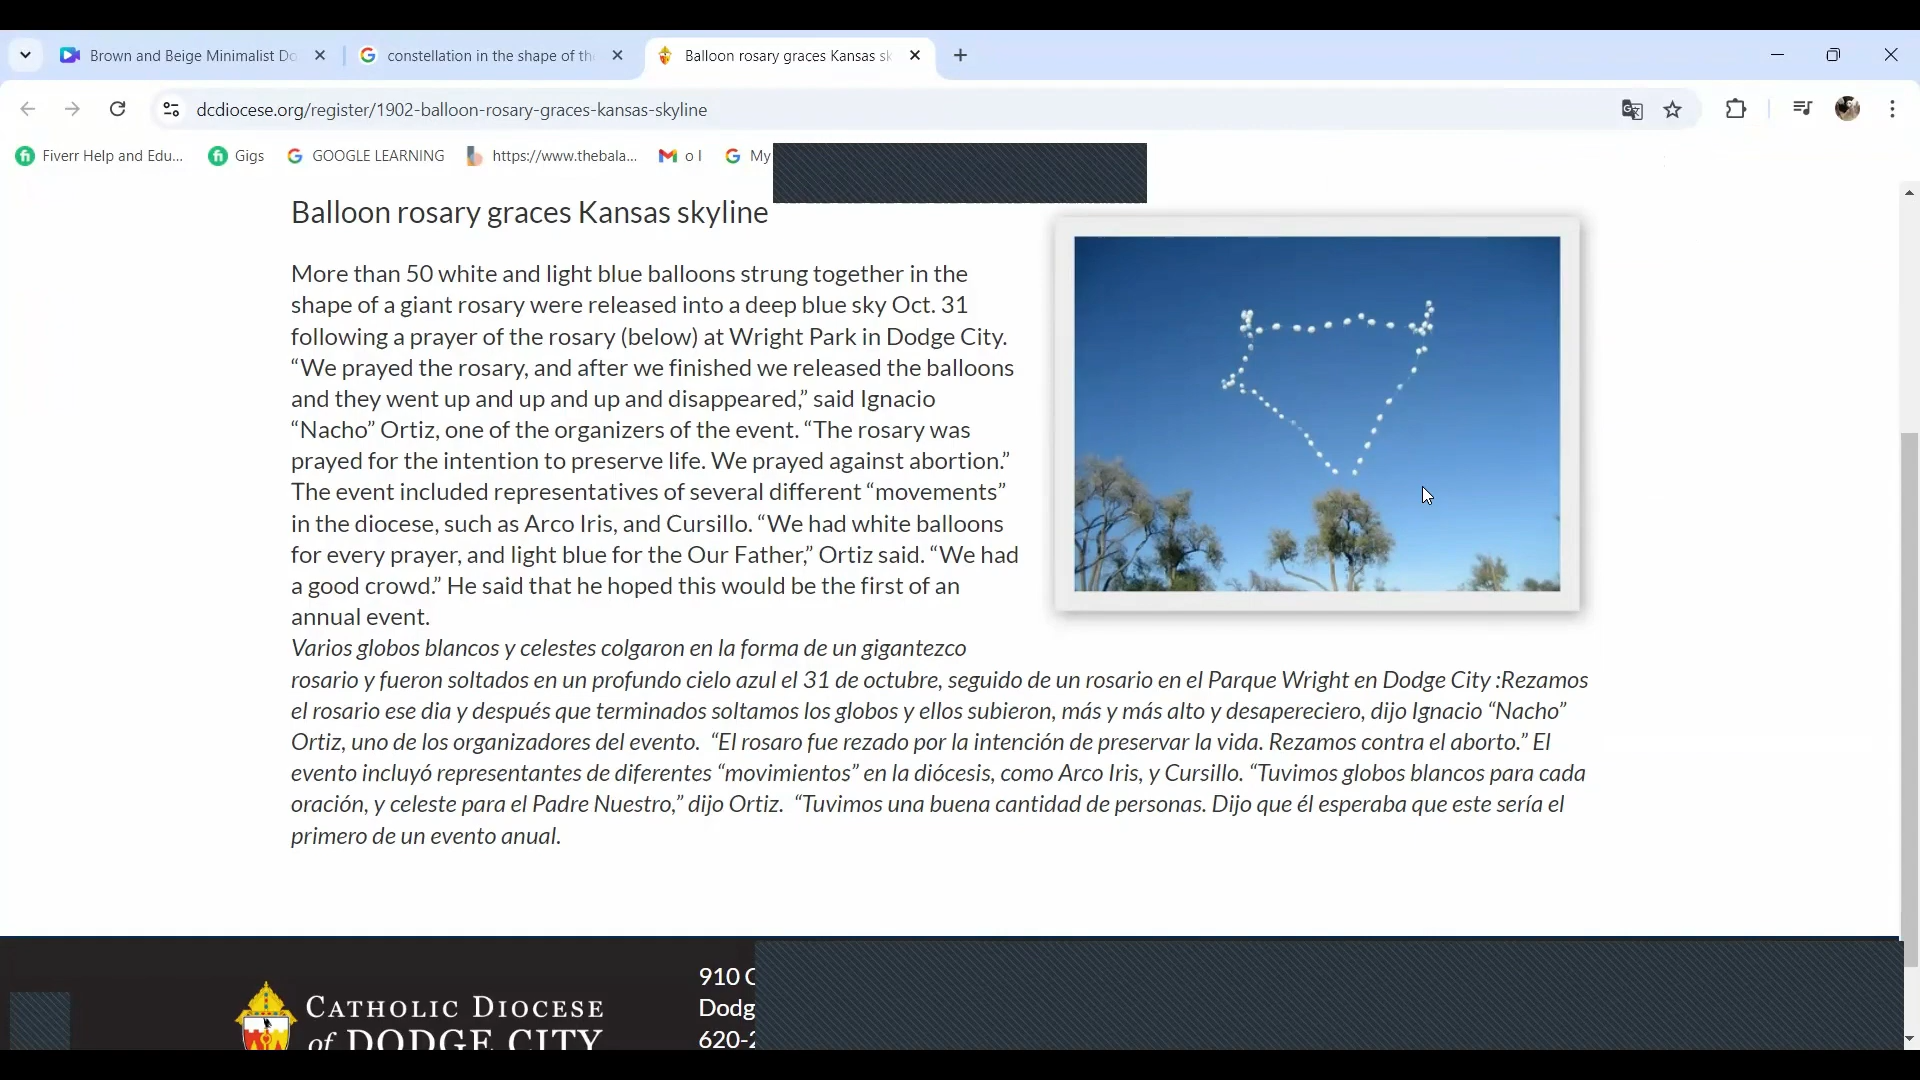 Brown and Beige Minimalist Do
constellation in the shape of th
Balloon rosary graces Kansas sk
dcdiocese.org/register/1902-balloon-rosary-graces-kansas-skyline
Fiverr Help and Edu...
Gigs
GOOGLE LEARNING
https://www.thebala...
o l
My
Balloon rosary graces Kansas skyline
More than 50 white and light blue balloons strung together in the
shape of a giant rosary were released into a deep blue sky Oct. 31
following a prayer of the rosary (below) at Wright Park in Dodge City.
“We prayed the rosary, and after we finished we released the balloons
and they went up and up and up and disappeared,” said Ignacio
“Nacho” Ortiz, one of the organizers of the event. “The rosary was
prayed for the intention to preserve life. We prayed against abortion.”
The event included representatives of several different “movements”
in the diocese, such as Arco Iris, and Cursillo. “We had white balloons
for every prayer, and light blue for the Our Father,” Ortiz said. “We had
a good crowd.” He said that he hoped this would be the first of an
annual event.
Varios globos blancos y celestes colgaron en la forma de un gigantezco
rosario y fueron soltados en un profundo cielo azul el 31 de octubre, seguido de un rosario en el Parque Wright en Dodge City :Rezamos
el rosario ese dia y después que terminados soltamos los globos y ellos subieron, más y más alto y desapereciero, dijo Ignacio “Nacho”
Ortiz, uno de los organizadores del evento.  “El rosaro fue rezado por la intención de preservar la vida. Rezamos contra el aborto.” El
evento incluyó representantes de diferentes “movimientos” en la diócesis, como Arco Iris, y Cursillo. “Tuvimos globos blancos para cada
oración, y celeste para el Padre Nuestro,” dijo Ortiz.  “Tuvimos una buena cantidad de personas. Dijo que él esperaba que este sería el
primero de un evento anual.
CATHOLIC DIOCESE
of DODGE CITY
910
Dodg
620-